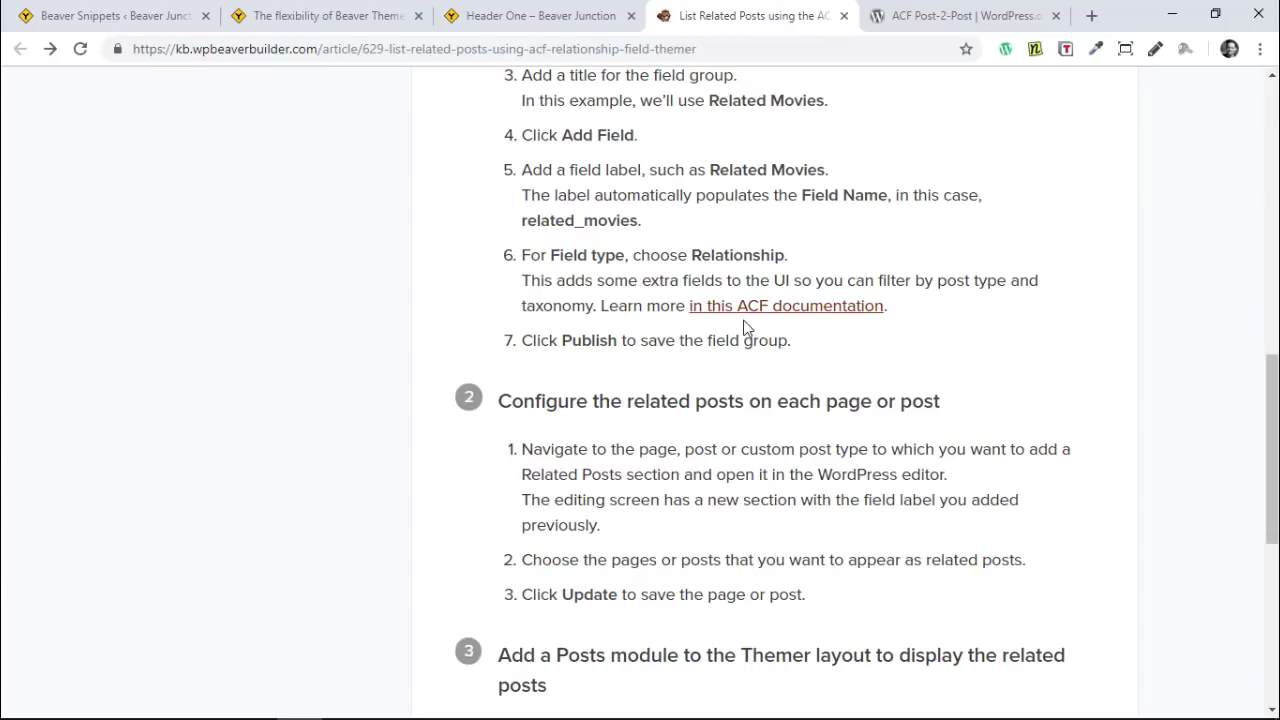 Beaver Snippets ‹ Beaver Junct
The flexibility of Beaver Theme
Header One – Beaver Junction
List Related Posts using the AC
ACF Post-2-Post | WordPress.o
https://kb.wpbeaverbuilder.com/article/629-list-related-posts-using-acf-relationship-field-themer
3. Add a title for the field group.
In this example, we’ll use Related Movies.
4. Click Add Field.
5. Add a field label, such as Related Movies.
The label automatically populates the Field Name, in this case,
related_movies.
6. For Field type, choose Relationship.
This adds some extra fields to the UI so you can filter by post type and
taxonomy. Learn more in this ACF documentation.
7. Click Publish to save the field group.
2 Configure the related posts on each page or post
1. Navigate to the page, post or custom post type to which you want to add a
Related Posts section and open it in the WordPress editor.
The editing screen has a new section with the field label you added
previously.
2. Choose the pages or posts that you want to appear as related posts.
3. Click Update to save the page or post.
3 Add a Posts module to the Themer layout to display the related
posts